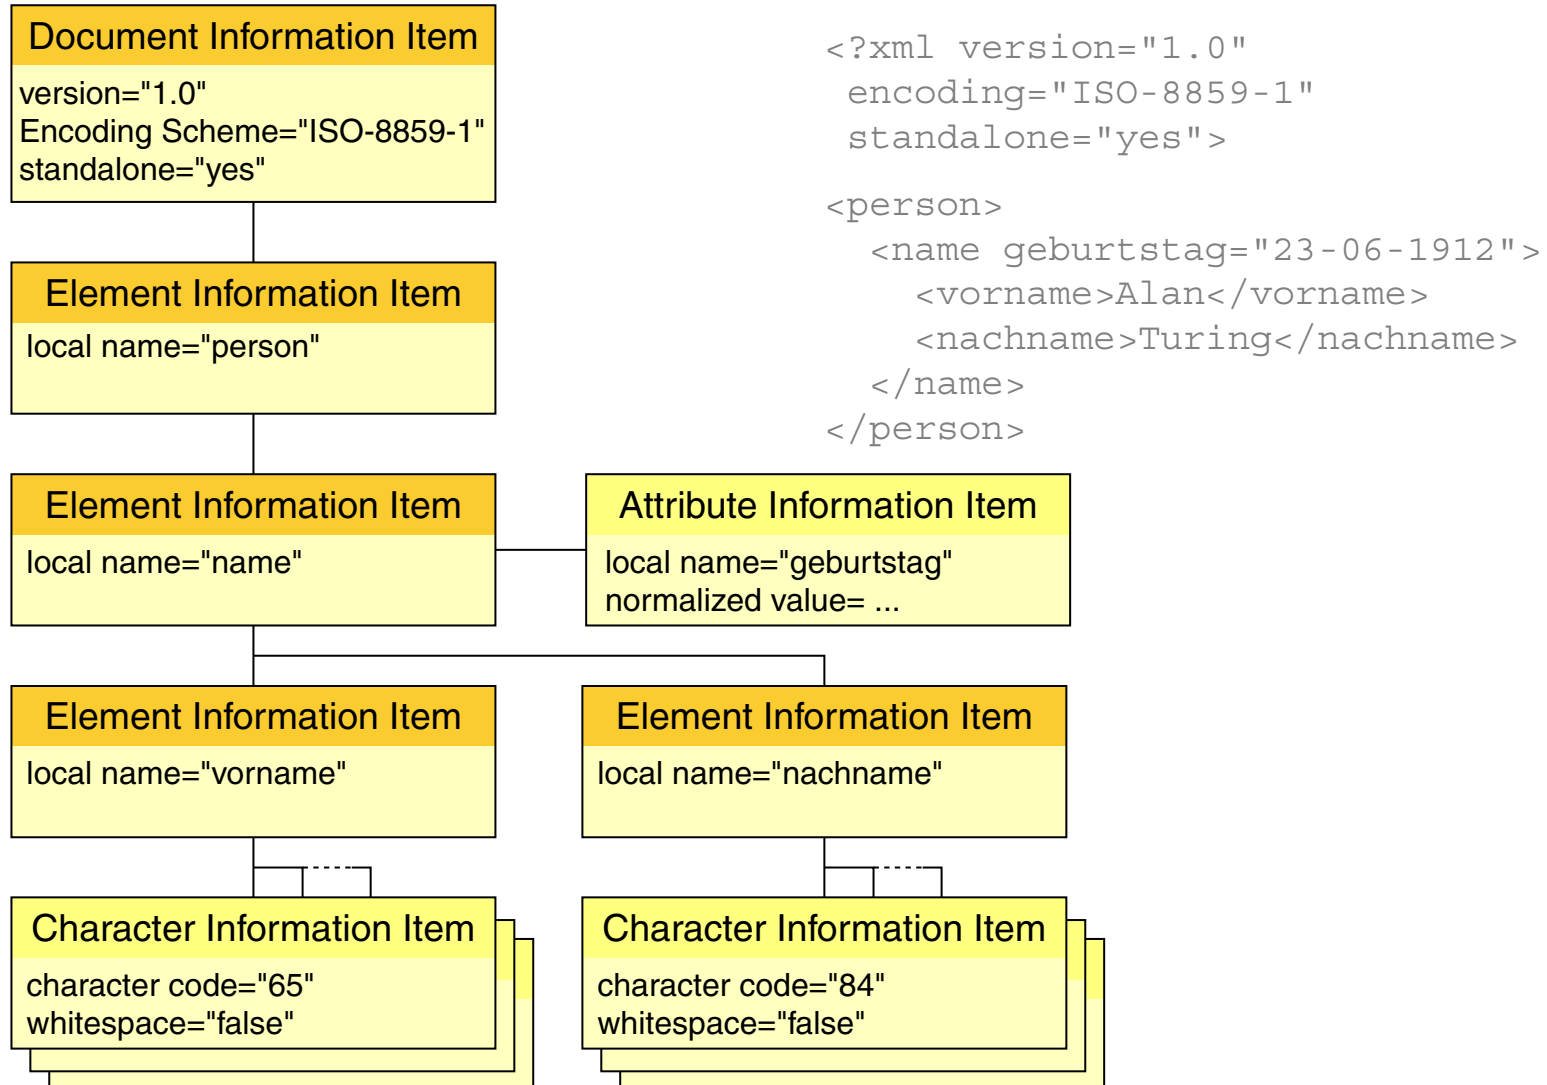 Document Information Item
version="1.0"
Encoding Scheme="ISO-8859-1"
standalone="yes"
<?xml version="1.0"
encoding="ISO-8859-1"
standalone="yes">
<person>
<name geburtstag="23-06-1912">
<vorname>Alan</vorname>
<nachname>Turing</nachname>
</name>
</person>
Element Information Item
local name="person"
Element Information Item
local name="name"
Attribute Information Item
local name="geburtstag"
normalized value= ...
Element Information Item
local name="vorname"
Element Information Item
local name="nachname"
Character Information Item
character code="65"
whitespace="false"
Character Information Item
character code="84"
whitespace="false"